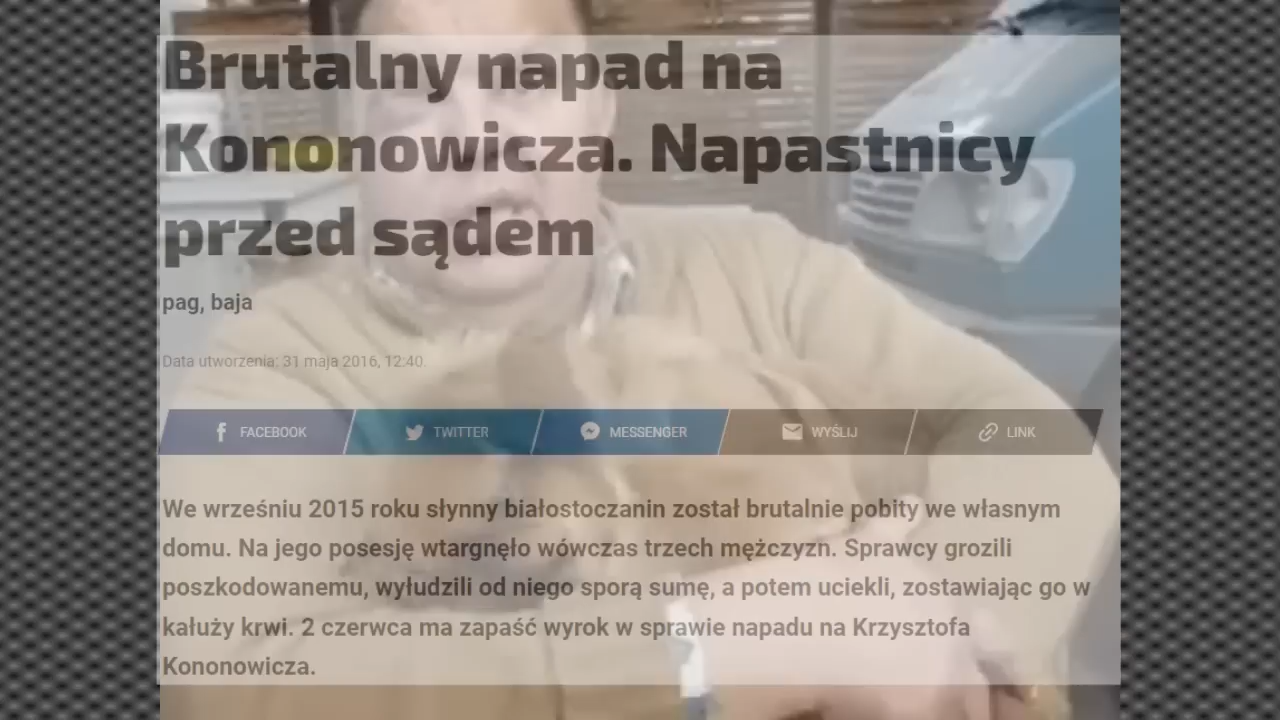 Brutalny napad na
Kononowicza. Napastnicy
przed sądem
pag, baja
Data utworzenia: 31 maja 2016, 12:40.
FACEBOOK TWITTER MESSENGER WYŚLIJ LINK
We wrześniu 2015 roku słynny białostoczanin został brutalnie pobity we własnym
domu. Na jego posesję wtargnęło wówczas trzech mężczyzn. Sprawcy grozili
poszkodowanemu, wyłudzili od niego sporą sumę, a potem uciekli, zostawiając go w
kałuży krwi. 2 czerwca ma zapaść wyrok w sprawie napadu na Krzysztofa
Kononowicza.